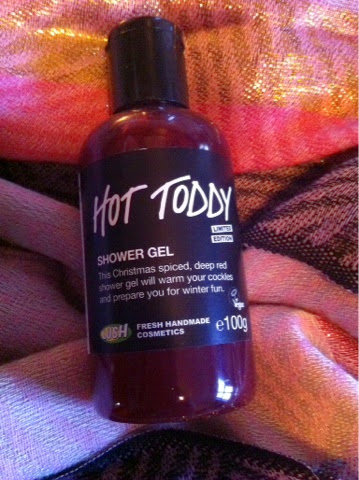 HOT TODDY
LIMITED
EDITION
SHOWER GEL
This Christmas spiced, deep red
shower gel will warm your cockles
and prepare you for winter fun.
Vegan
℮100g
LUSH
FRESH HANDMADE
COSMETICS